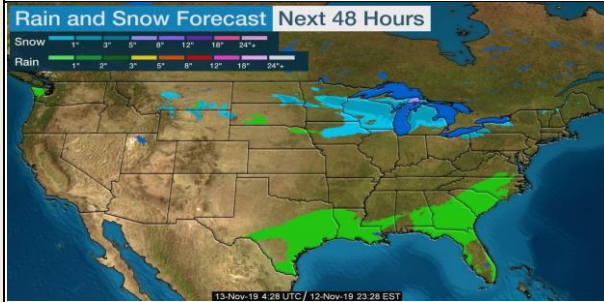 Rain and Snow Forecast Next 48 Hours
Snow
1" 3" 5" 8" 12" 18" 24"+
Rain
1" 2" 3" 5" 8" 12" 18" 24"+
13-Nov-19 4:28 UTC / 12-Nov-19 23:28 EST